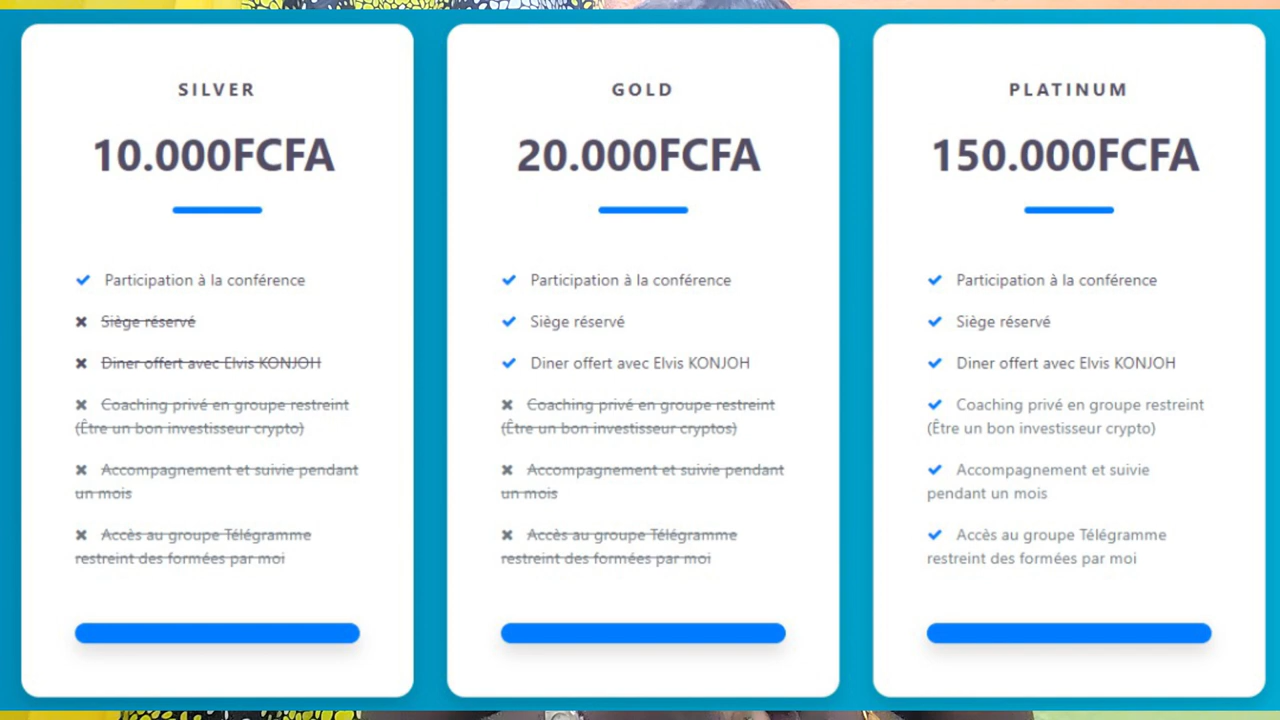 SILVER
10.000FCFA
Participation à la conférence
Siège réservé
Diner offert avec Elvis KONJOH
Coaching privé en groupe restreint
(Être un bon investisseur crypto)
Accompagnement et suivie pendant
un mois
Accès au groupe Télégramme
restreint des formées par moi
GOLD
20.000FCFA
Participation à la conférence
Siège réservé
Diner offert avec Elvis KONJOH
Coaching privé en groupe restreint
(Être un bon investisseur cryptos)
Accompagnement et suivie pendant
un mois
Accès au groupe Télégramme
restreint des formées par moi
PLATINUM
150.000FCFA
Participation à la conférence
Siège réservé
Diner offert avec Elvis KONJOH
Coaching privé en groupe restreint
(Être un bon investisseur crypto)
Accompagnement et suivie
pendant un mois
Accès au groupe Télégramme
restreint des formées par moi